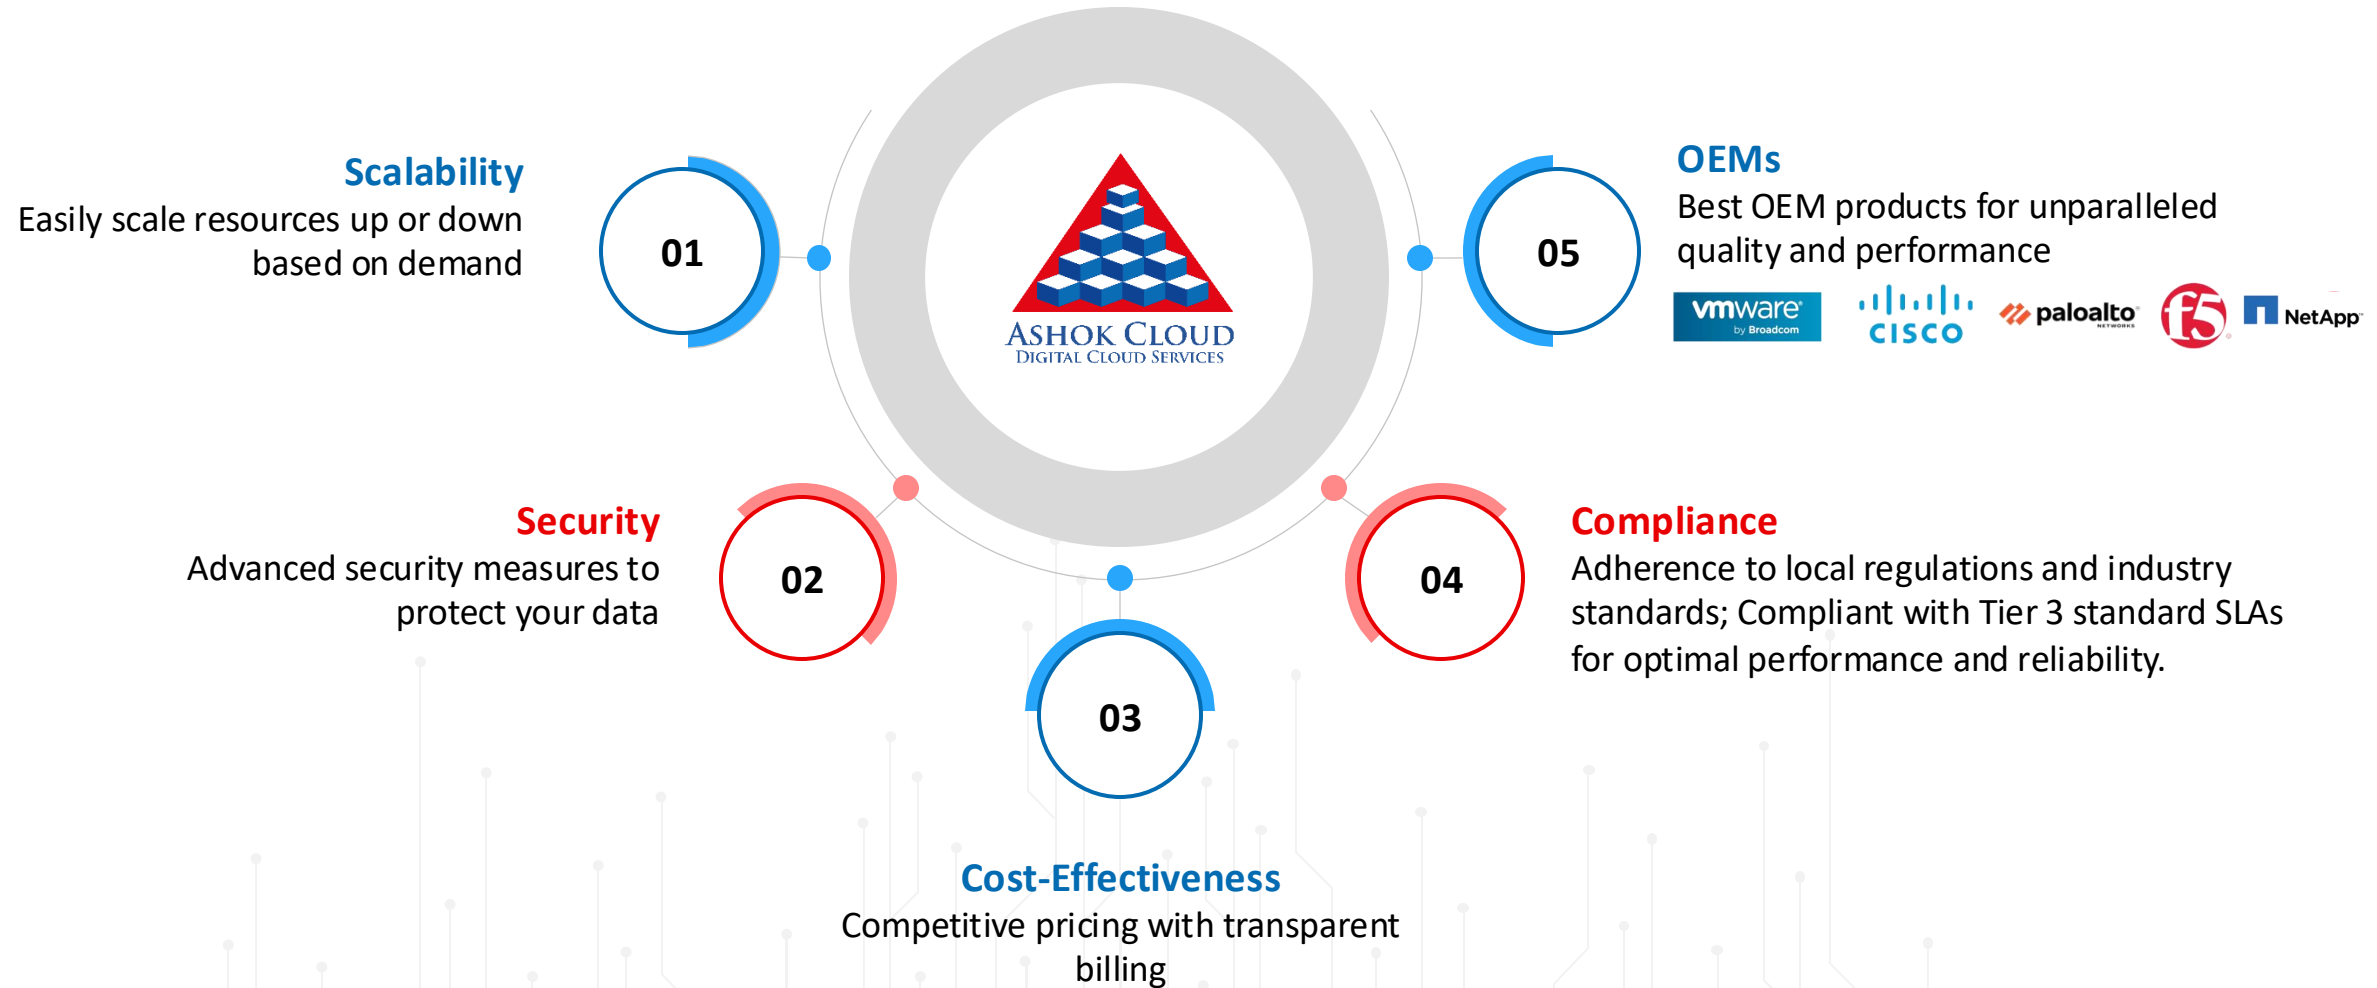 Scalability
Easily scale resources up or down
based on demand
01
Security
Advanced security measures to
protect your data
02
ASHOK CLOUD
DIGITAL CLOUD SERVICES
03
Cost-Effectiveness
Competitive pricing with transparent
billing
04
Compliance
Adherence to local regulations and industry
standards; Compliant with Tier 3 standard SLAs
for optimal performance and reliability.
05
OEMs
Best OEM products for unparalleled
quality and performance
vmware®
by Broadcom
CISCO
paloalto
NETWORKS
f5
NetApp